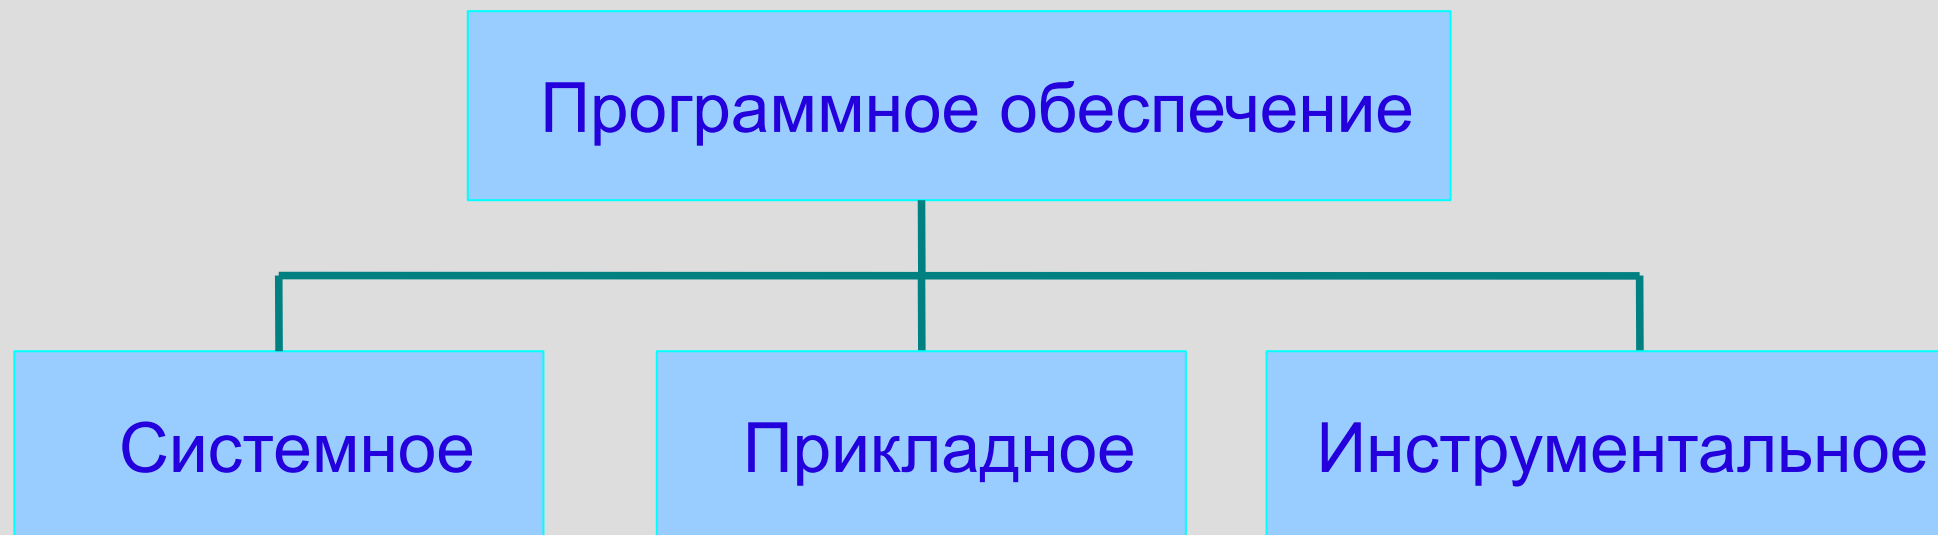 Программное обеспечение
Системное
Прикладное
Инструментальное